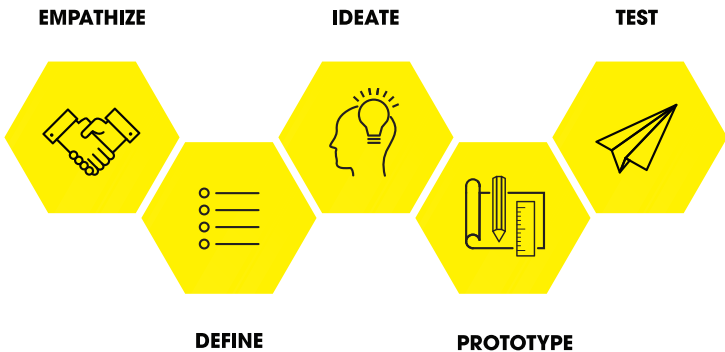 EMPATHIZE
IDEATE
TEST
DEFINE
PROTOTYPE